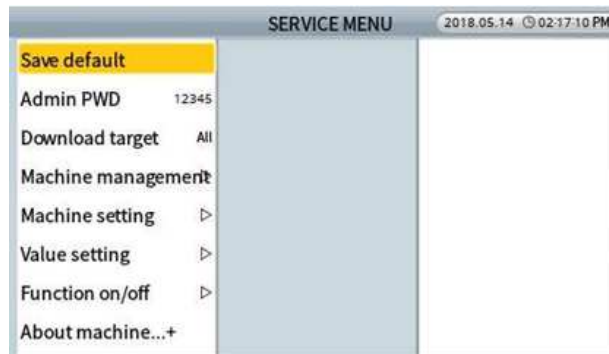 SERVICE MENU 2018.05.14 02:17:10 PM
Save default
Admin PWD 12345
Download target All
Machine management
Machine setting
Value setting
Function on/off
About machine...+